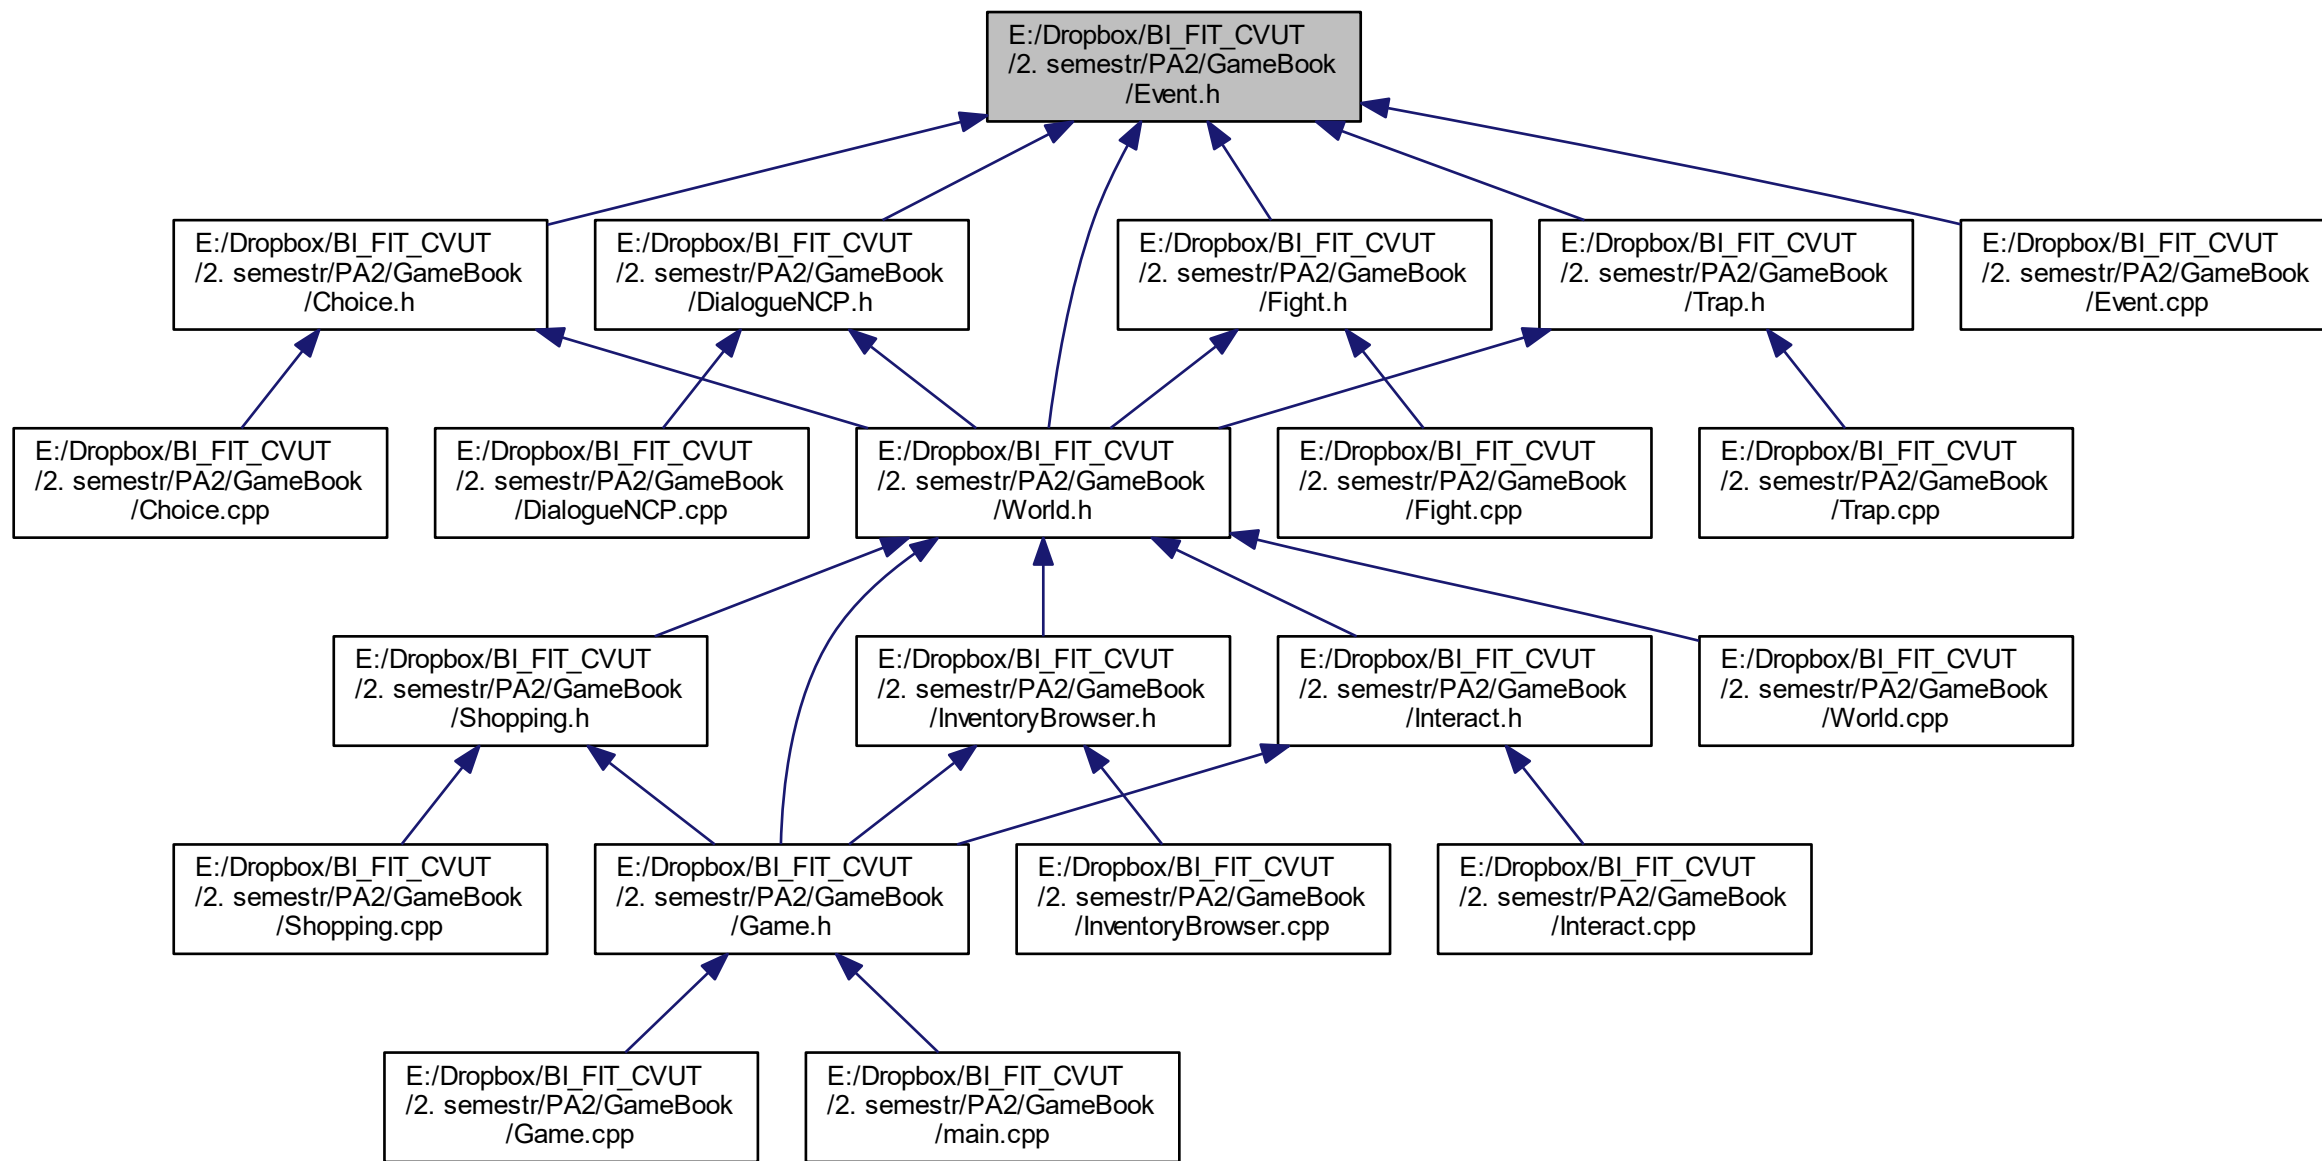 E:/Dropbox/BI_FIT_CVUT
/2. semestr/PA2/GameBook
/Event.h
E:/Dropbox/BI_FIT_CVUT
/2. semestr/PA2/GameBook
/Choice.h
E:/Dropbox/BI_FIT_CVUT
/2. semestr/PA2/GameBook
/DialogueNCP.h
E:/Dropbox/BI_FIT_CVUT
/2. semestr/PA2/GameBook
/Fight.h
E:/Dropbox/BI_FIT_CVUT
/2. semestr/PA2/GameBook
/Trap.h
E:/Dropbox/BI_FIT_CVUT
/2. semestr/PA2/GameBook
/Event.cpp
E:/Dropbox/BI_FIT_CVUT
/2. semestr/PA2/GameBook
/Choice.cpp
E:/Dropbox/BI_FIT_CVUT
/2. semestr/PA2/GameBook
/DialogueNCP.cpp
E:/Dropbox/BI_FIT_CVUT
/2. semestr/PA2/GameBook
/World.h
E:/Dropbox/BI_FIT_CVUT
/2. semestr/PA2/GameBook
/Fight.cpp
E:/Dropbox/BI_FIT_CVUT
/2. semestr/PA2/GameBook
/Trap.cpp
E:/Dropbox/BI_FIT_CVUT
/2. semestr/PA2/GameBook
/Shopping.h
E:/Dropbox/BI_FIT_CVUT
/2. semestr/PA2/GameBook
/InventoryBrowser.h
E:/Dropbox/BI_FIT_CVUT
/2. semestr/PA2/GameBook
/Interact.h
E:/Dropbox/BI_FIT_CVUT
/2. semestr/PA2/GameBook
/World.cpp
E:/Dropbox/BI_FIT_CVUT
/2. semestr/PA2/GameBook
/Shopping.cpp
E:/Dropbox/BI_FIT_CVUT
/2. semestr/PA2/GameBook
/Game.h
E:/Dropbox/BI_FIT_CVUT
/2. semestr/PA2/GameBook
/InventoryBrowser.cpp
E:/Dropbox/BI_FIT_CVUT
/2. semestr/PA2/GameBook
/Interact.cpp
E:/Dropbox/BI_FIT_CVUT
/2. semestr/PA2/GameBook
/Game.cpp
E:/Dropbox/BI_FIT_CVUT
/2. semestr/PA2/GameBook
/main.cpp